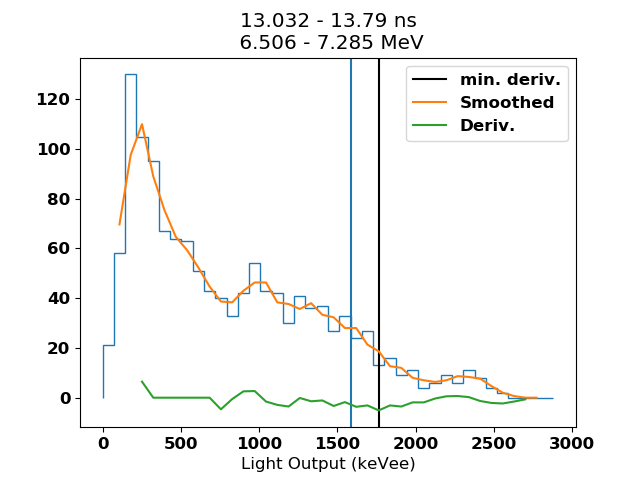 13.032 - 13.79 ns
6.506 - 7.285 MeV
min. deriv.
Smoothed
Deriv.
120
100
80
60
40
20
0
0 500 1000 1500 2000 2500 3000
Light Output (keVee)